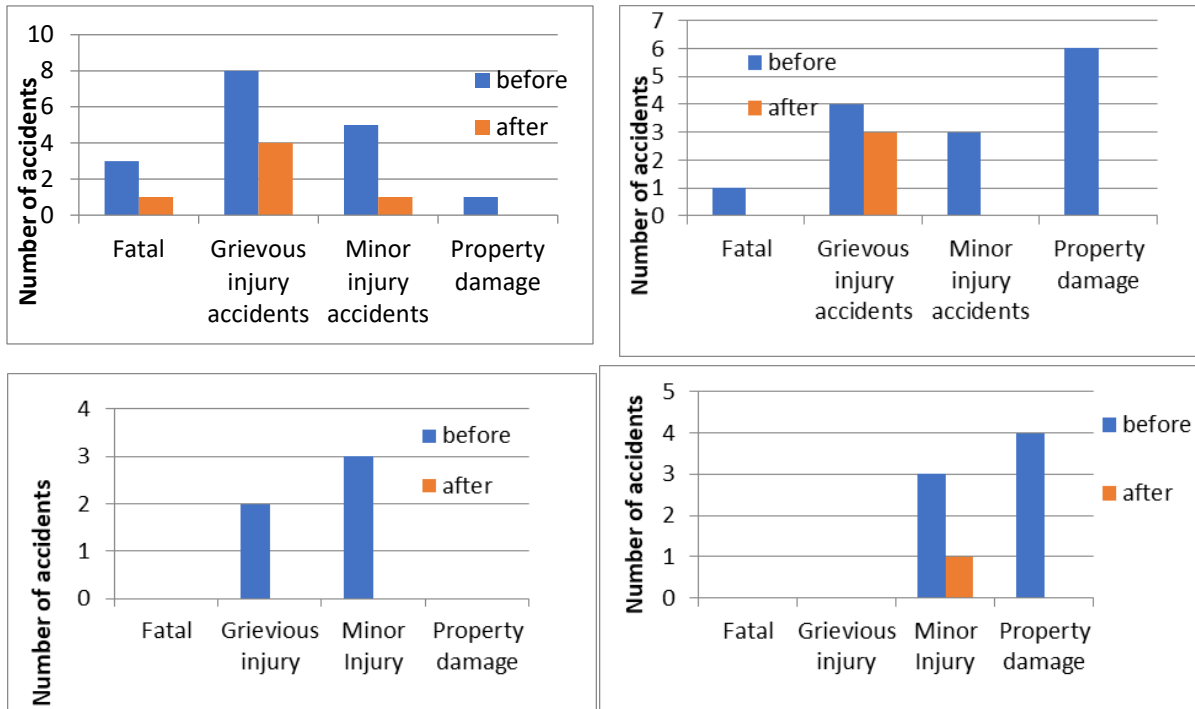 Number of accidents
10
8
6
4
2
0
before
after
Fatal
Grievous
injury
accidents
Minor
injury
accidents
Property
damage
Number of accidents
7
6
5
4
3
2
1
0
before
after
Fatal
Grievous
injury
accidents
Minor
injury
accidents
Property
damage
Number of accidents
4
3
2
1
0
before
after
Fatal
Grievious
injury
Minor
Injury
Property
damage
Number of accidents
5
4
3
2
1
0
before
after
Fatal
Grievious
injury
Minor
Injury
Property
damage